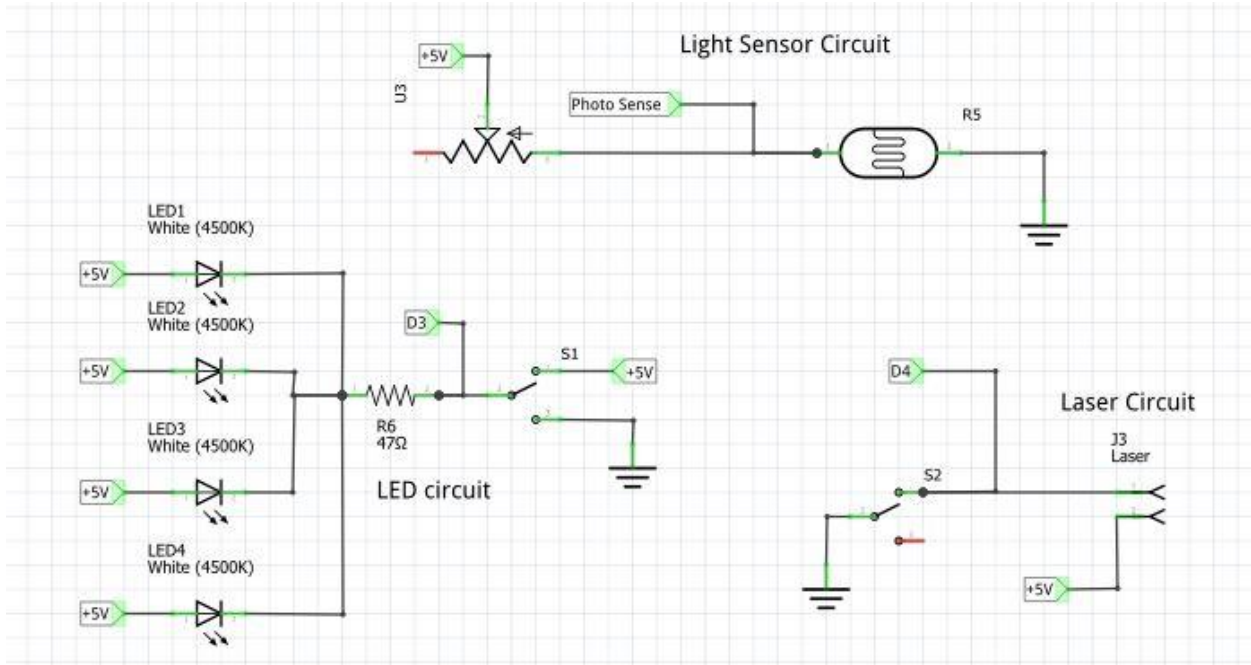 Light Sensor Circuit
+5V
U3
Photo Sense
R5
LED1
White (4500K)
+5V
LED2
White (4500K)
+5V
D3
S1
+5V
R6
47Ω
LED3
White (4500K)
+5V
LED circuit
LED4
White (4500K)
+5V
D4
Laser Circuit
J3
Laser
S2
+5V